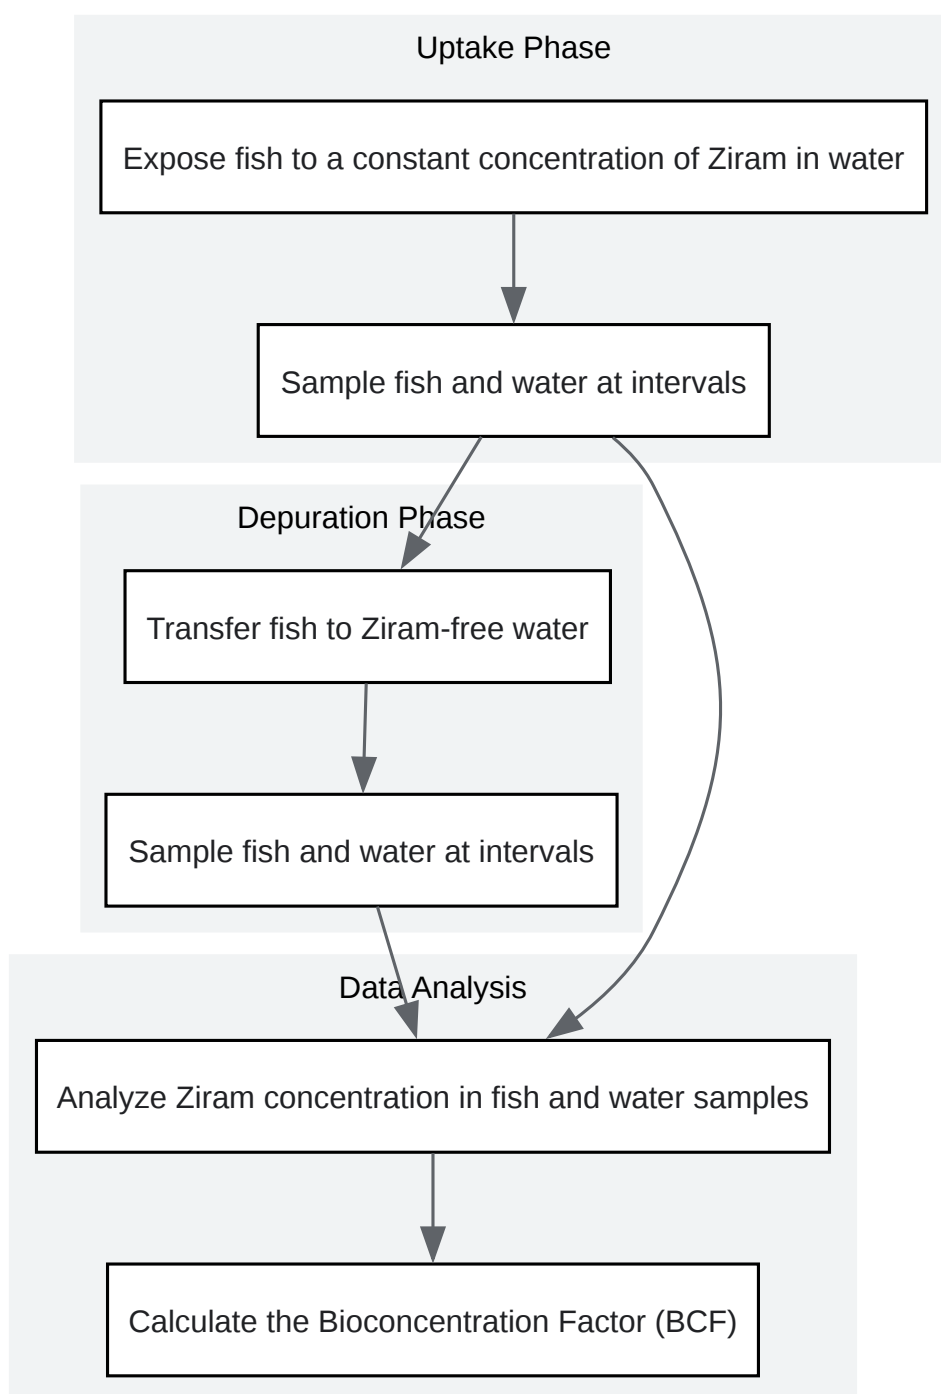 Uptake Phase
Expose fish to a constant concentration of Ziram in water
Sample fish and water at intervals
Depuration Phase
Transfer fish to Ziram-free water
Sample fish and water at intervals
Data Analysis
Analyze Ziram concentration in fish and water samples
Calculate the Bioconcentration Factor (BCF)